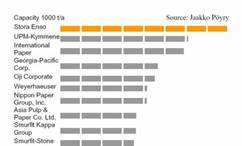 Capacity 1000 t/a
Source: Jaakko Pöyry
Stora Enso
UPM-Kymmene
International
Paper
Georgia-Pacific
Corp.
Oji Corporate
Weyerhaeuser
Nippon Paper
Group, Inc.
Asia Pulp &
Paper Co. Ltd.
Smurfit Kappa
Group
Smurfit-Stone